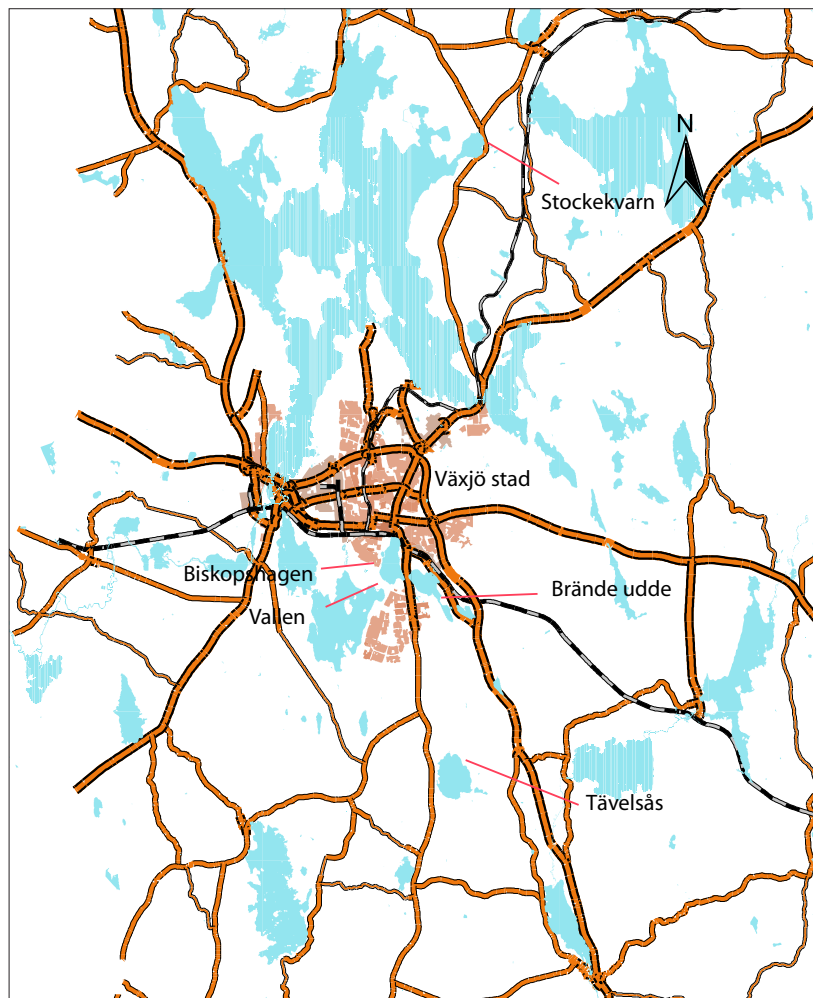 N
Stockekvarn
Växjö stad
Biskopshagen
Brände udde
Vallen
Tävelsås